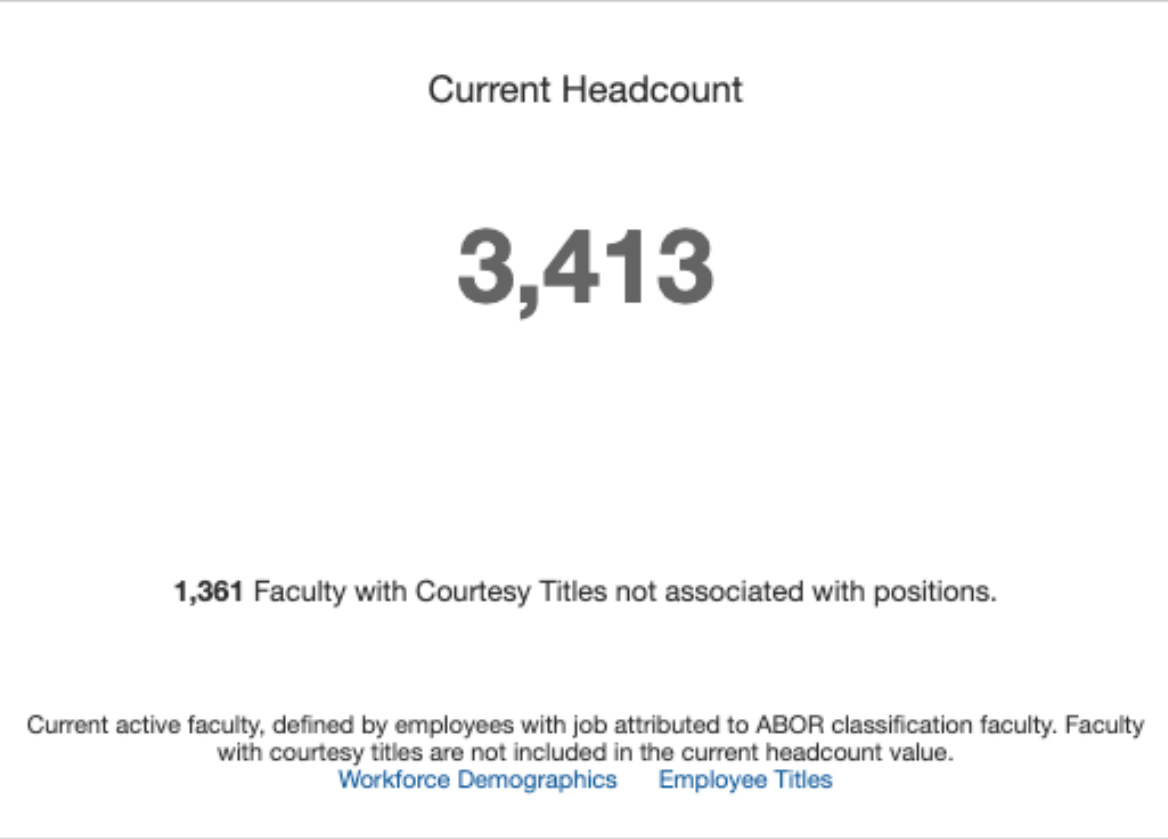 Current Headcount
3,413
1,361 Faculty with Courtesy Titles not associated with positions.
Current active faculty, defined by employees with job attributed to ABOR classification faculty. Faculty
with courtesy titles are not included in the current headcount value.
Workforce Demographics Employee Titles